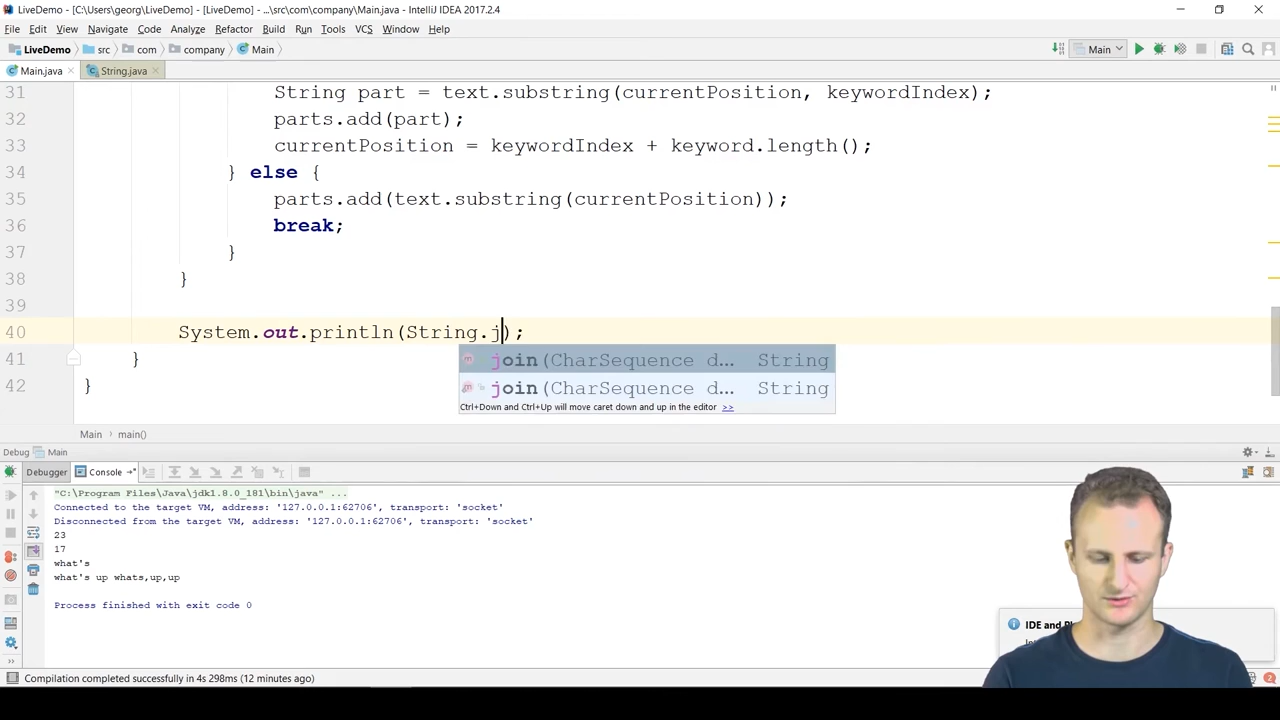 LiveDemo - [C:\Users\georg\LiveDemo] - [LiveDemo] - ...\src\com\company\Main.java - IntelliJ IDEA 2017.2.4
File Edit View Navigate Code Analyze Refactor Build Run Tools VCS Window Help
LiveDemo src com company Main Main
Main.java String.java
31 String part = text.substring(currentPosition, keywordIndex);
32 parts.add(part);
33 currentPosition = keywordIndex + keyword.length();
34 } else {
35 parts.add(text.substring(currentPosition));
36 break;
37 }
38 }
39
40 System.out.println(String.j);
join(CharSequence d... String
41 }
join(CharSequence d... String
42 }
Ctrl+Down and Ctrl+Up will move caret down and up in the editor >>
Main main()
Debug Main
Debugger Console
"C:\Program Files\Java\jdk1.8.0_181\bin\java" ...
Connected to the target VM, address: '127.0.0.1:62706', transport: 'socket'
Disconnected from the target VM, address: '127.0.0.1:62706', transport: 'socket'
23
17
what's
what's up whats,up,up
Process finished with exit code 0
IDE and
Compilation completed successfully in 4s 298ms (12 minutes ago)
2